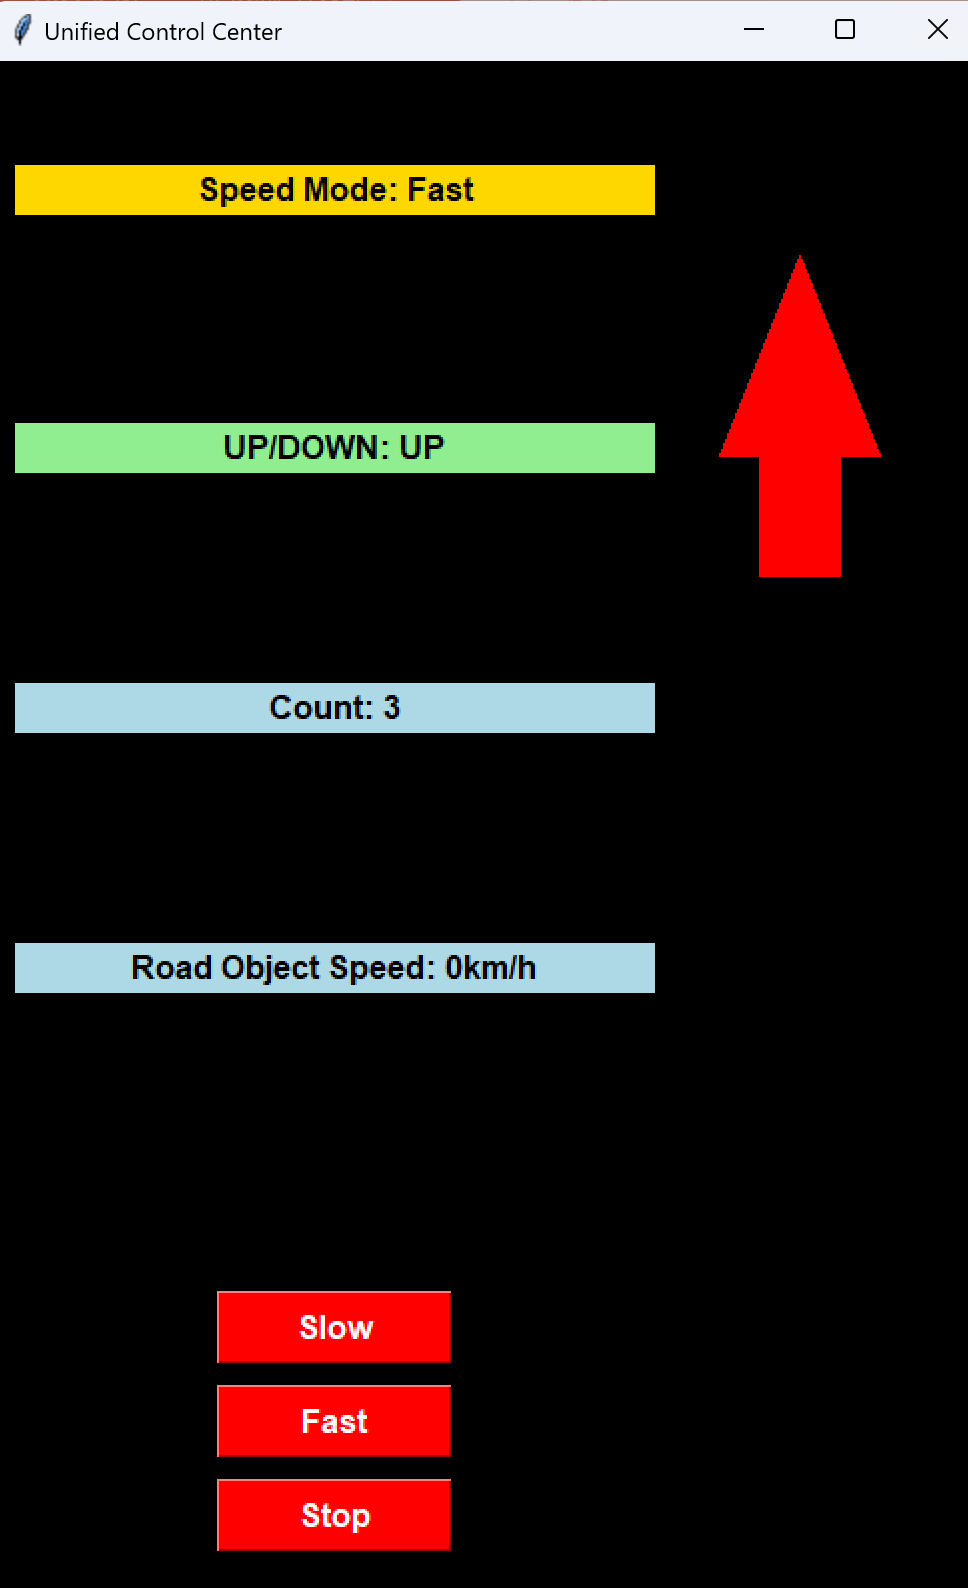 Unified Control Center
Speed Mode: Fast
UP/DOWN: UP
Count: 3
Road Object Speed: 0km/h
Slow
Fast
Stop